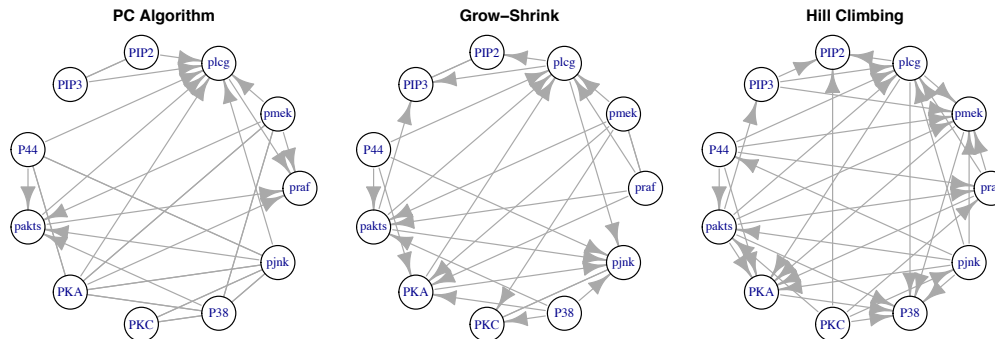 PC Algorithm
PIP2
plcg
PIP3
pmek
P44
praf
pakts
pjnk
PKA
P38
PKC
Grow−Shrink
PIP2
plcg
PIP3
pmek
P44
praf
pakts
pjnk
PKA
P38
PKC
Hill Climbing
PIP2
plcg
PIP3
pmek
P44
praf
pakts
pjnk
PKA
P38
PKC